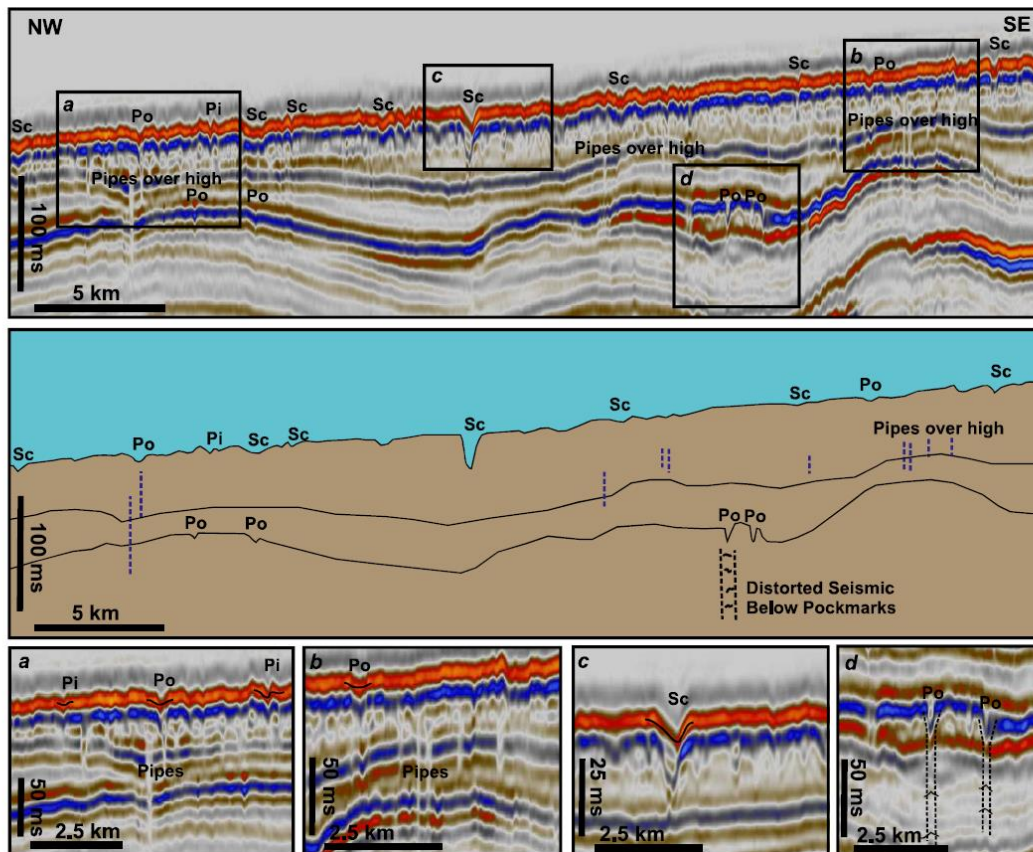 NW
SE
a
Sc
Po
Pi
Sc
Sc
Sc
c
Sc
Sc
Sc
b
Po
Sc
Pipes over high
Pipes over high
Pipes over high
Po
Po
d
Po Po
100 ms
5 km
Sc
Po
Pi
Sc
Sc
Sc
Sc
Sc
Po
Sc
Pipes over high
Po
Po
Po
Po
100 ms
5 km
Distorted Seismic
Below Pockmarks
a
Pi
Po
Pi
Pipes
50 ms
2.5 km
b
Po
Pipes
50 ms
2.5 km
c
Sc
25 ms
2.5 km
d
Po
Po
50 ms
2.5 km